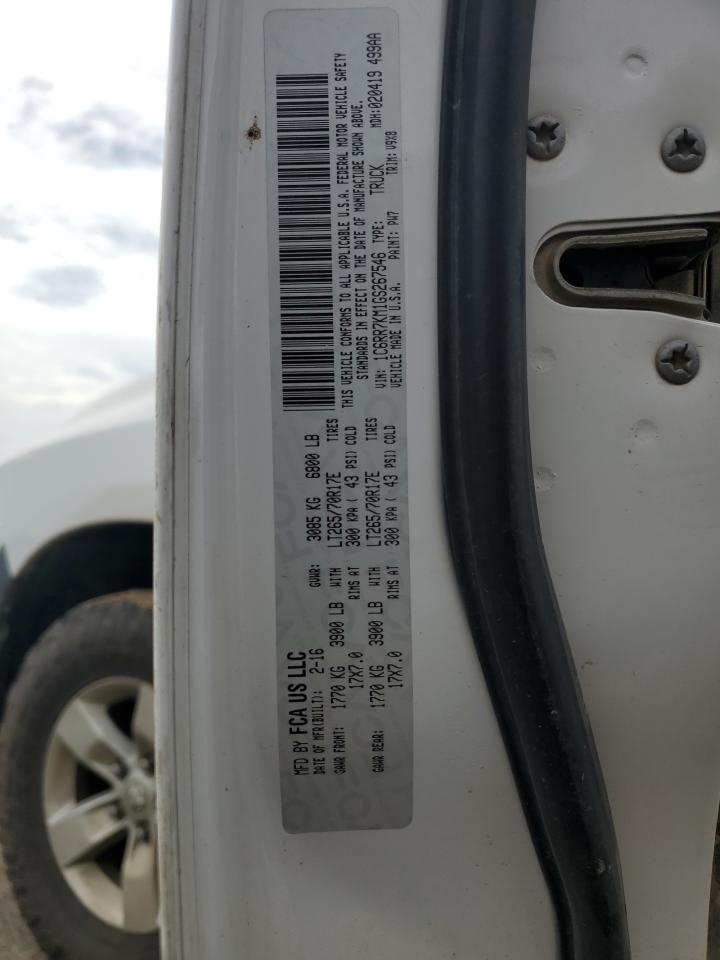 MFD BY FCA US LLC
DATE OF MFR(BUILT): 2-16 GVWR: 3085 KG 6800 LB
GAWR FRONT: 1770 KG 3900 LB WITH LT265/70R17E TIRES
17X7.0 RIMS AT 300 KPA ( 43 PSI) COLD
GAWR REAR: 1770 KG 3900 LB WITH LT265/70R17E TIRES
17X7.0 RIMS AT 300 KPA ( 43 PSI) COLD
THIS VEHICLE CONFORMS TO ALL APPLICABLE U.S.A. FEDERAL MOTOR VEHICLE SAFETY
STANDARDS IN EFFECT ON THE DATE OF MANUFACTURE SHOWN ABOVE.
VIN: 1C6RR7KM1GS267546 TYPE: TRUCK MDH:020419 499AA
VEHICLE MADE IN U.S.A. PAINT: PW7 TRIM: V9X8